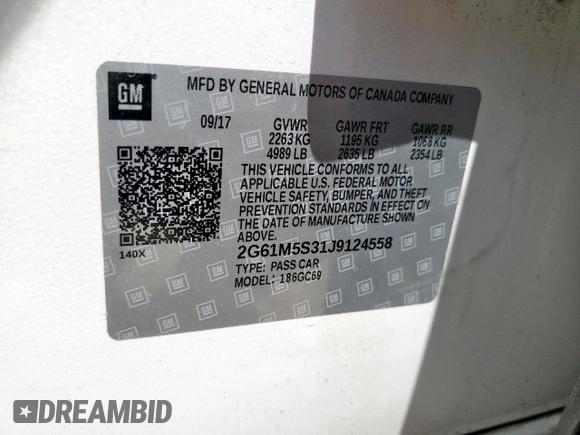 GM
MFD BY GENERAL MOTORS OF CANADA COMPANY
09/17 GVWR GAWR FRT GAWR RR
2263 KG 1195 KG 1068 KG
4989 LB 2635 LB 2354 LB
THIS VEHICLE CONFORMS TO ALL
APPLICABLE U.S. FEDERAL MOTOR
VEHICLE SAFETY, BUMPER, AND THEFT
PREVENTION STANDARDS IN EFFECT ON
THE DATE OF MANUFACTURE SHOWN
ABOVE.
140X
2G61M5S31J9124558
TYPE: PASS CAR
MODEL: 186GC69
DREAMBID